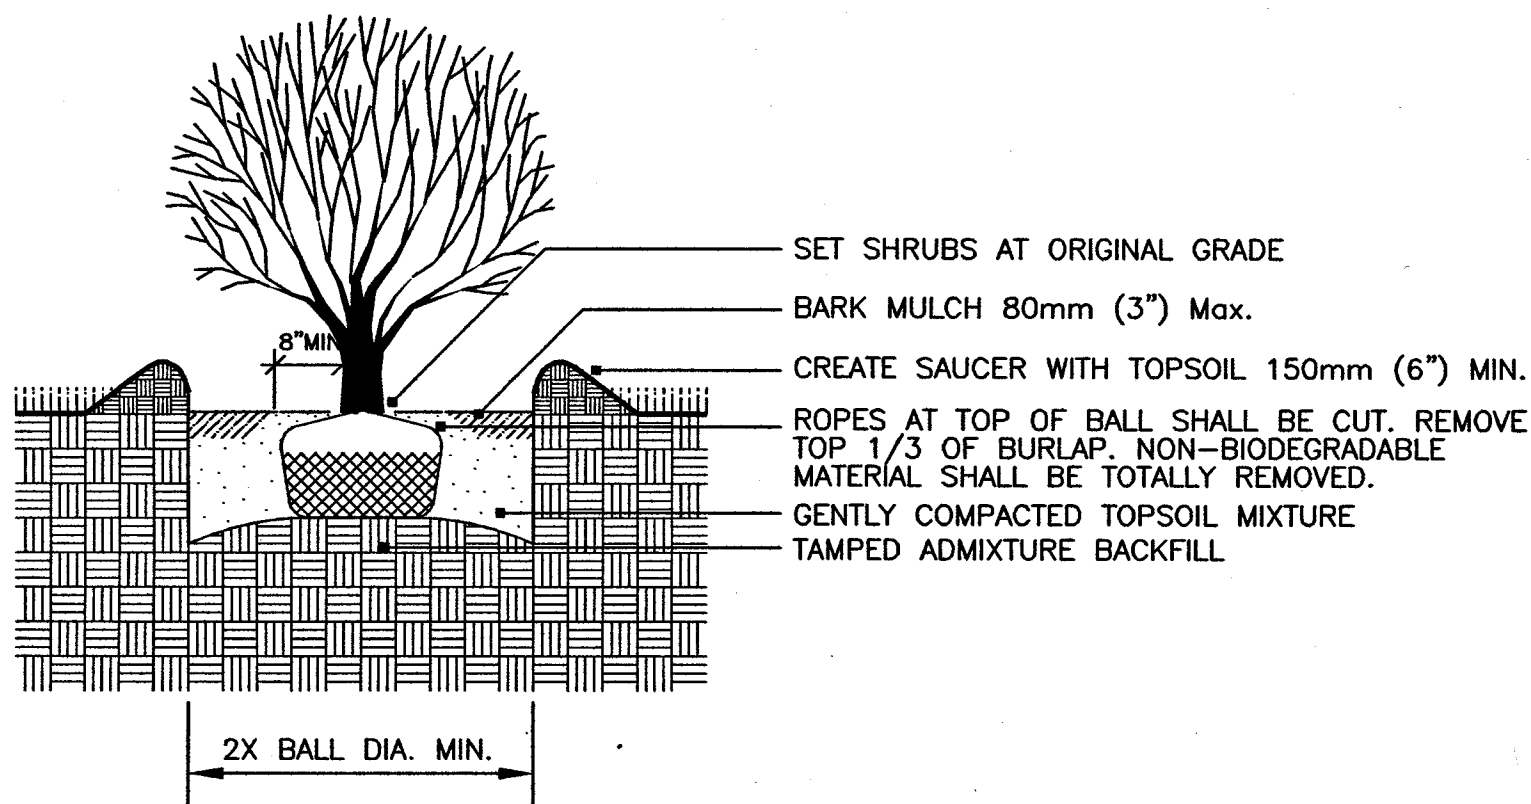 SET SHRUBS AT ORIGINAL GRADE
BARK MULCH 80mm (3") Max.
8"MIN
CREATE SAUCER WITH TOPSOIL 150mm (6") MIN.
ROPES AT TOP OF BALL SHALL BE CUT. REMOVE
TOP 1/3 OF BURLAP. NON-BIODEGRADABLE
MATERIAL SHALL BE TOTALLY REMOVED.
GENTLY COMPACTED TOPSOIL MIXTURE
TAMPED ADMIXTURE BACKFILL
2X BALL DIA. MIN.